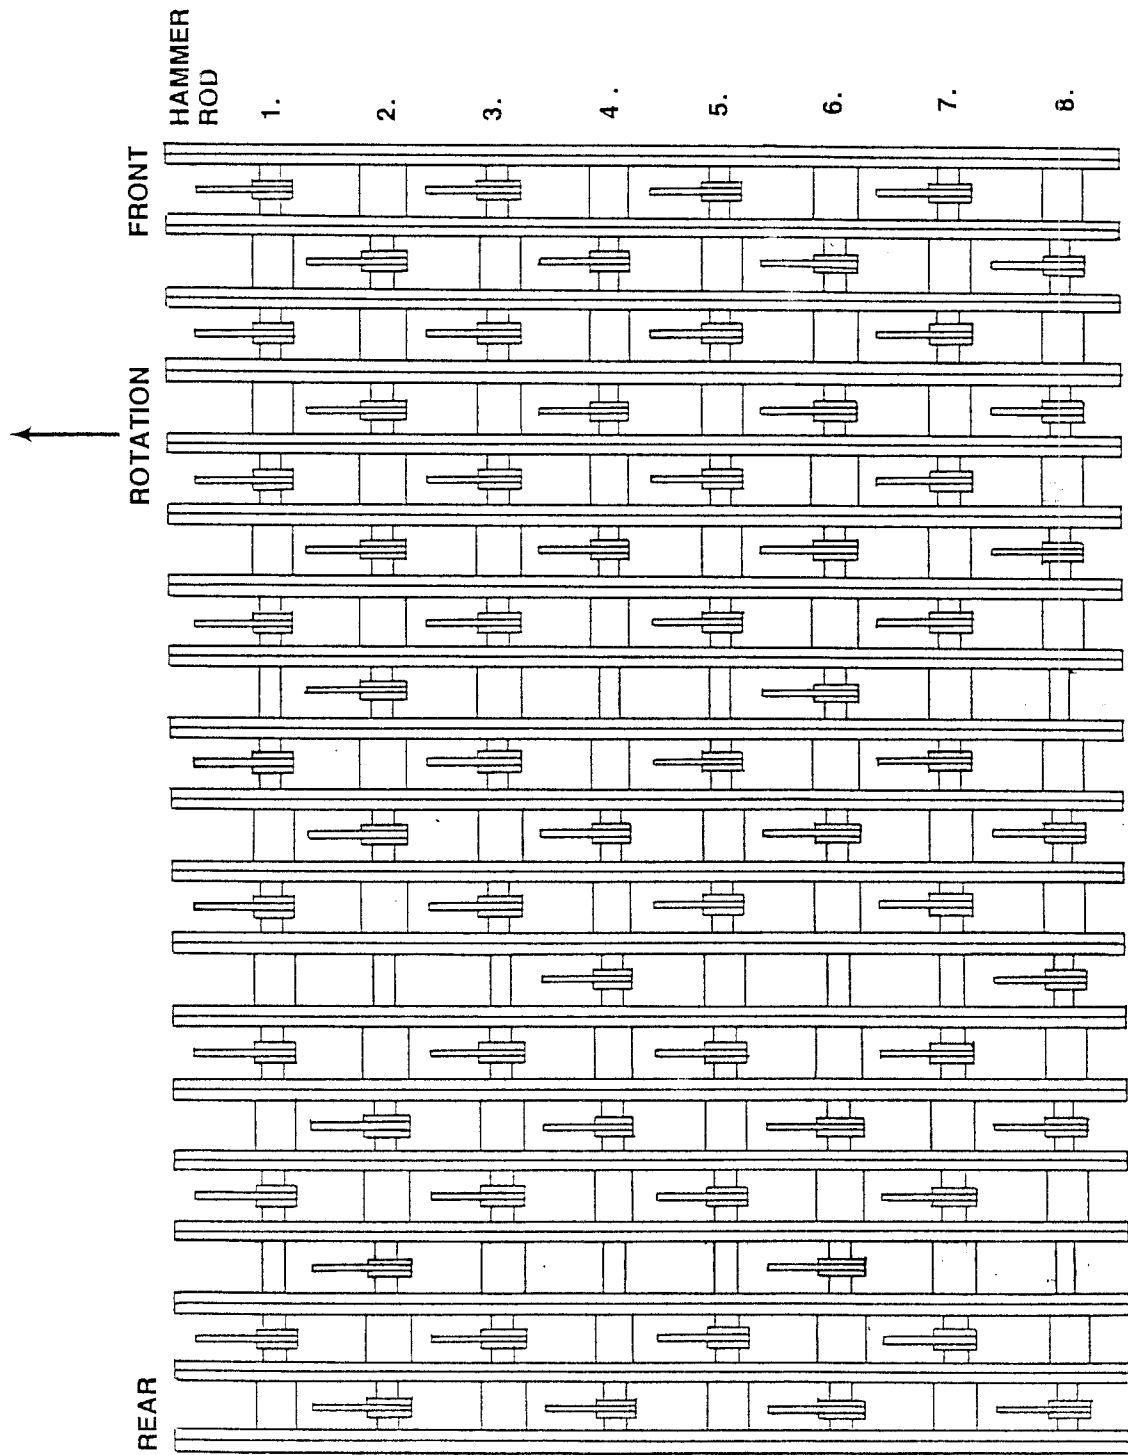 HAMMER
ROD
FRONT
ROTATION
REAR
1.
2.
3.
4.
5.
6.
7.
8.